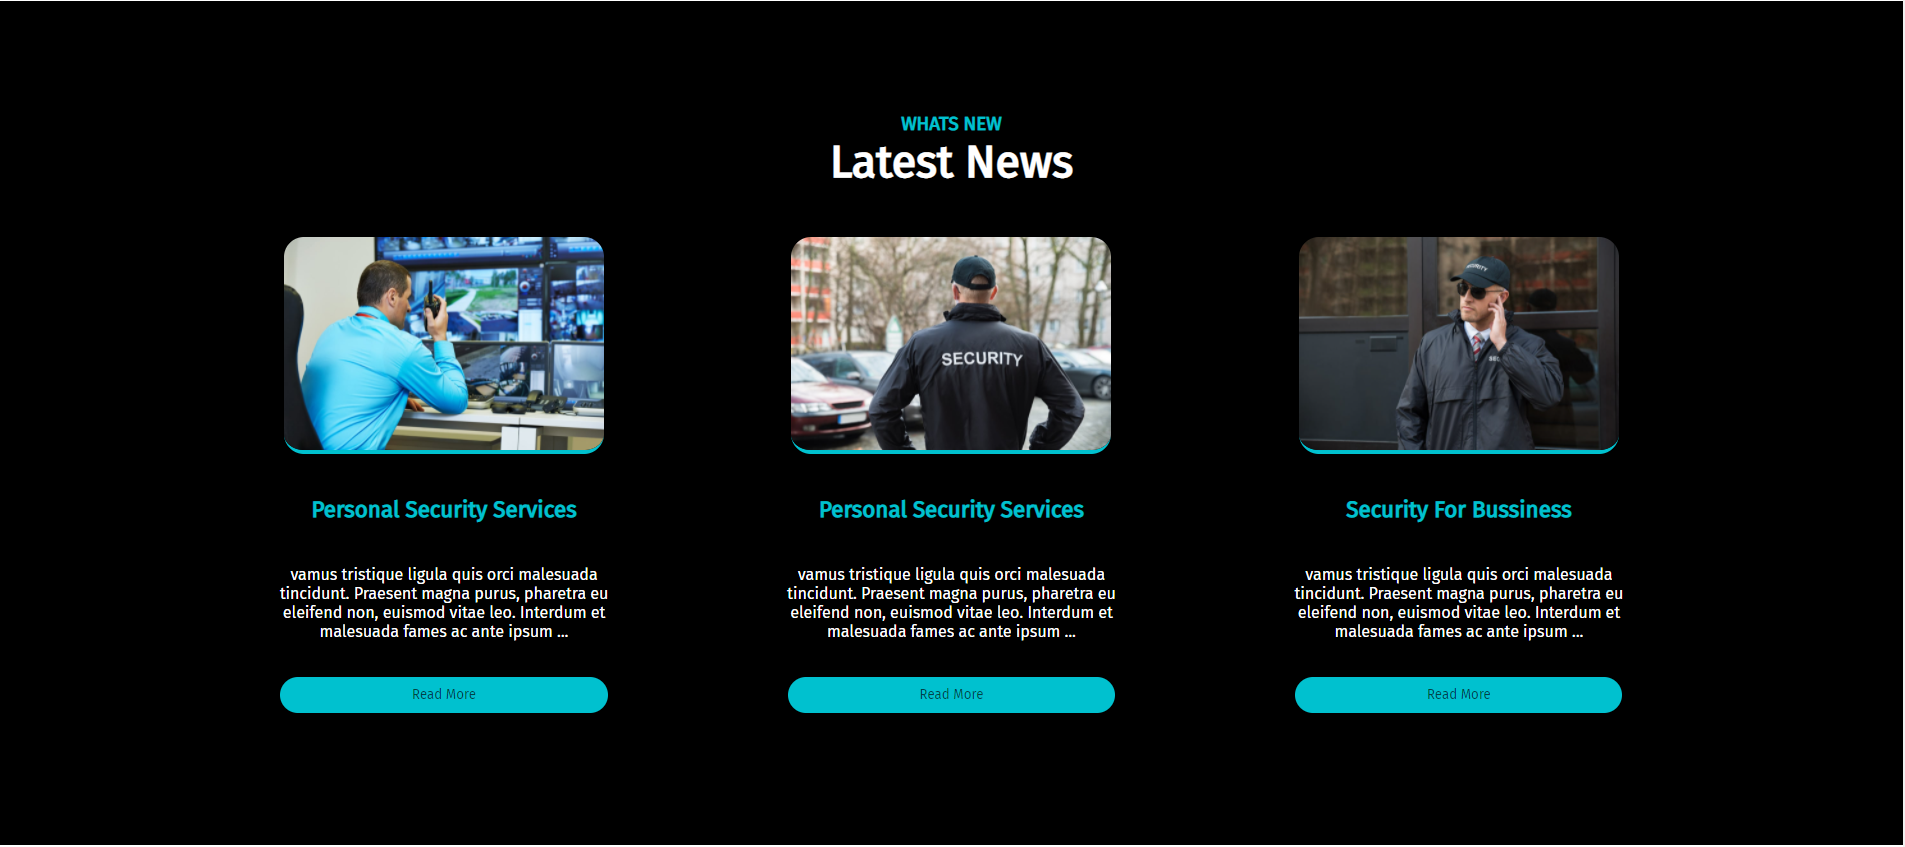 WHATS NEW
Latest News
SECURITY
SECURITY
Personal Security Services
Personal Security Services
Security For Bussiness
vamus tristique ligula quis orci malesuada
tincidunt. Praesent magna purus, pharetra eu
eleifend non, euismod vitae leo. Interdum et
malesuada fames ac ante ipsum ...
vamus tristique ligula quis orci malesuada
tincidunt. Praesent magna purus, pharetra eu
eleifend non, euismod vitae leo. Interdum et
malesuada fames ac ante ipsum ...
vamus tristique ligula quis orci malesuada
tincidunt. Praesent magna purus, pharetra eu
eleifend non, euismod vitae leo. Interdum et
malesuada fames ac ante ipsum ...
Read More
Read More
Read More